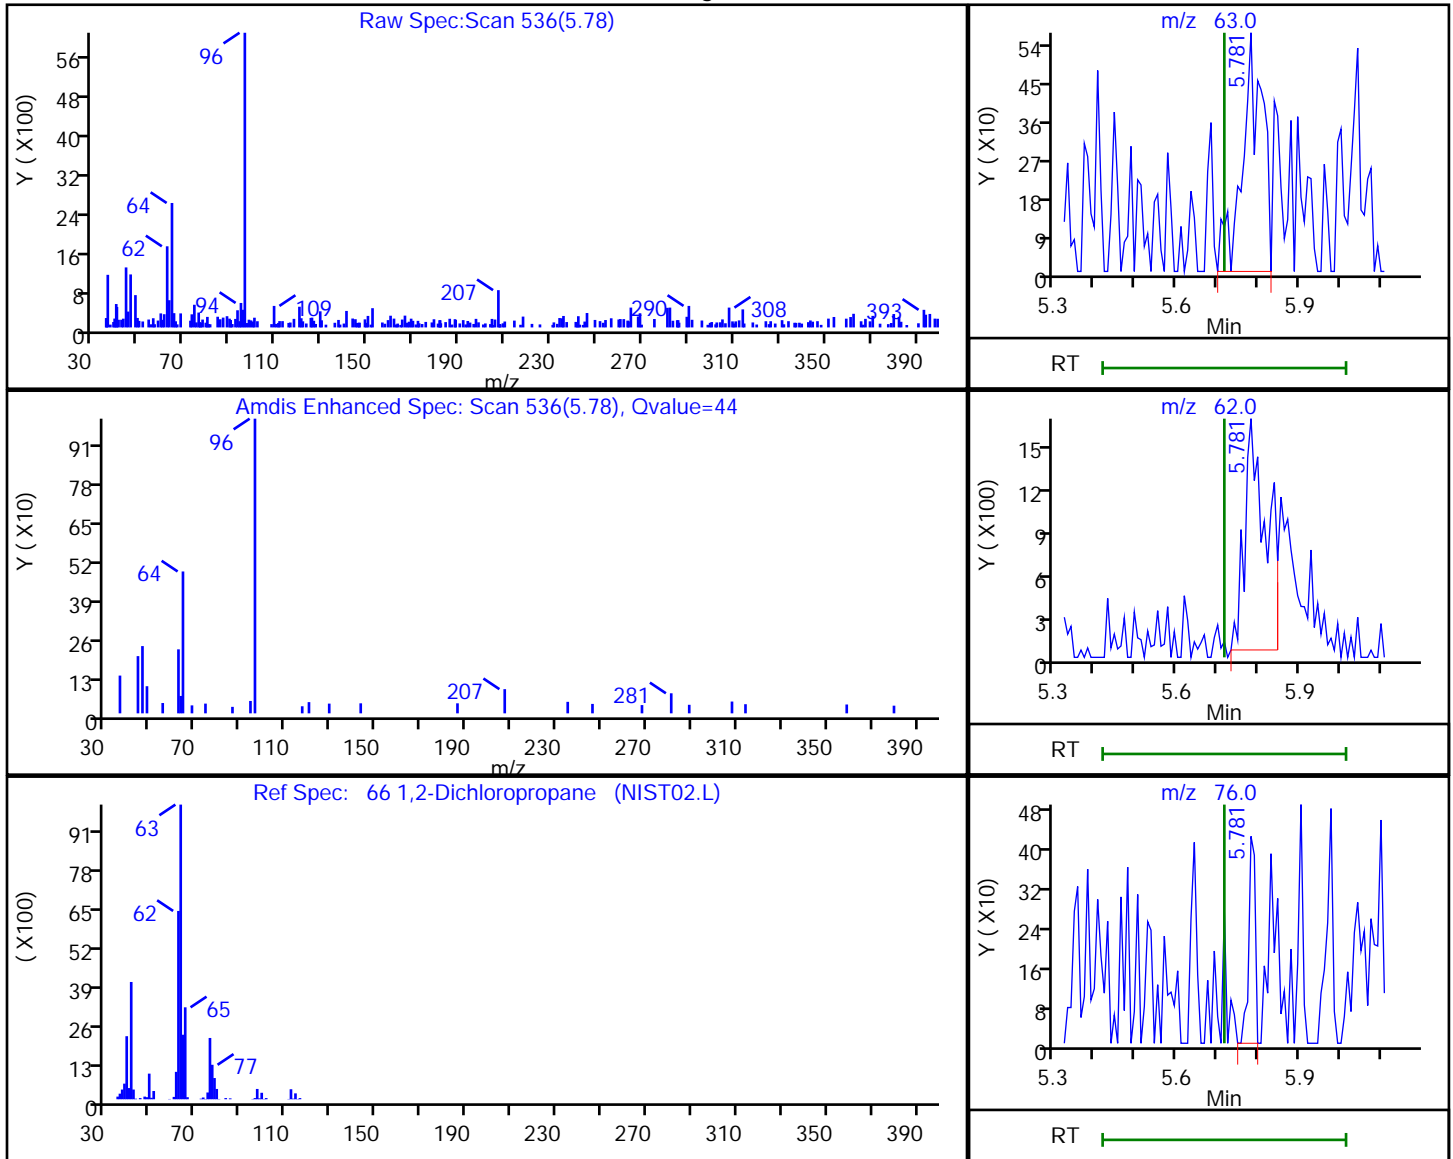 Raw Spec:Scan 536(5.78)
Y ( X100)
56
48
40
32
24
16
8
0
96
64
62
94
109
207
290
308
393
30 70 110 150 190 230 270 310 350 390
m/z
m/z 63.0
Y ( X10)
54
45
36
27
18
9
0
5.781
5.3 5.6 5.9
Min
RT
Amdis Enhanced Spec: Scan 536(5.78), Qvalue=44
Y ( X10)
91
78
65
52
39
26
13
0
96
64
207
281
30 70 110 150 190 230 270 310 350 390
m/z
m/z 62.0
Y ( X100)
15
12
9
6
3
0
5.781
5.3 5.6 5.9
Min
RT
Ref Spec: 66 1,2-Dichloropropane (NIST02.L)
( X100)
91
78
65
52
39
26
13
0
63
62
65
77
30 70 110 150 190 230 270 310 350 390
m/z 76.0
Y ( X10)
48
40
32
24
16
8
0
5.781
5.3 5.6 5.9
Min
RT